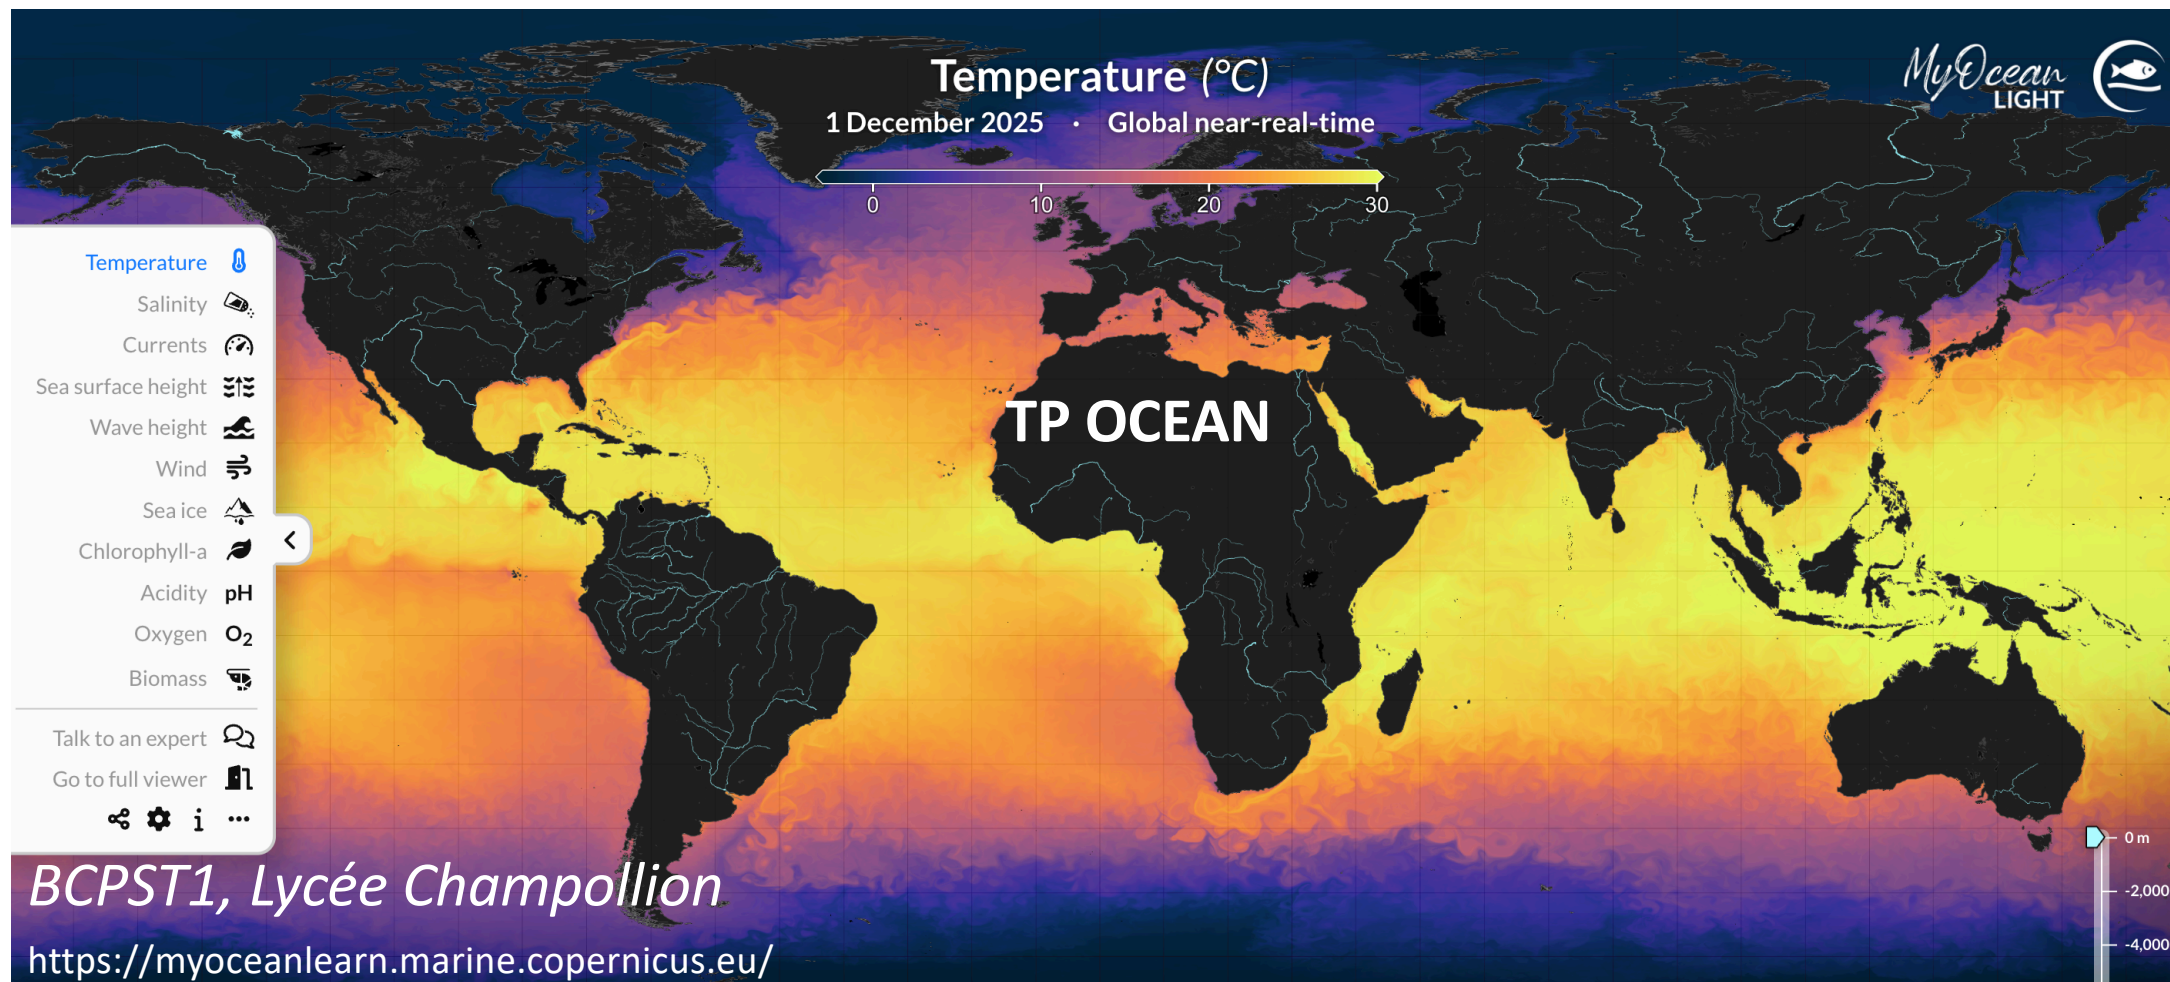 Temperature (°C)
1 December 2025 · Global near-real-time
0 10 20 30
MyOcean
LIGHT
Temperature
Salinity
Currents
Sea surface height
Wave height
Wind
Sea ice
Chlorophyll-a
Acidity pH
Oxygen O₂
Biomass
Talk to an expert
Go to full viewer
TP OCEAN
0 m
-2,000
-4,000
BCPST1, Lycée Champollion
https://myoceanlearn.marine.copernicus.eu/